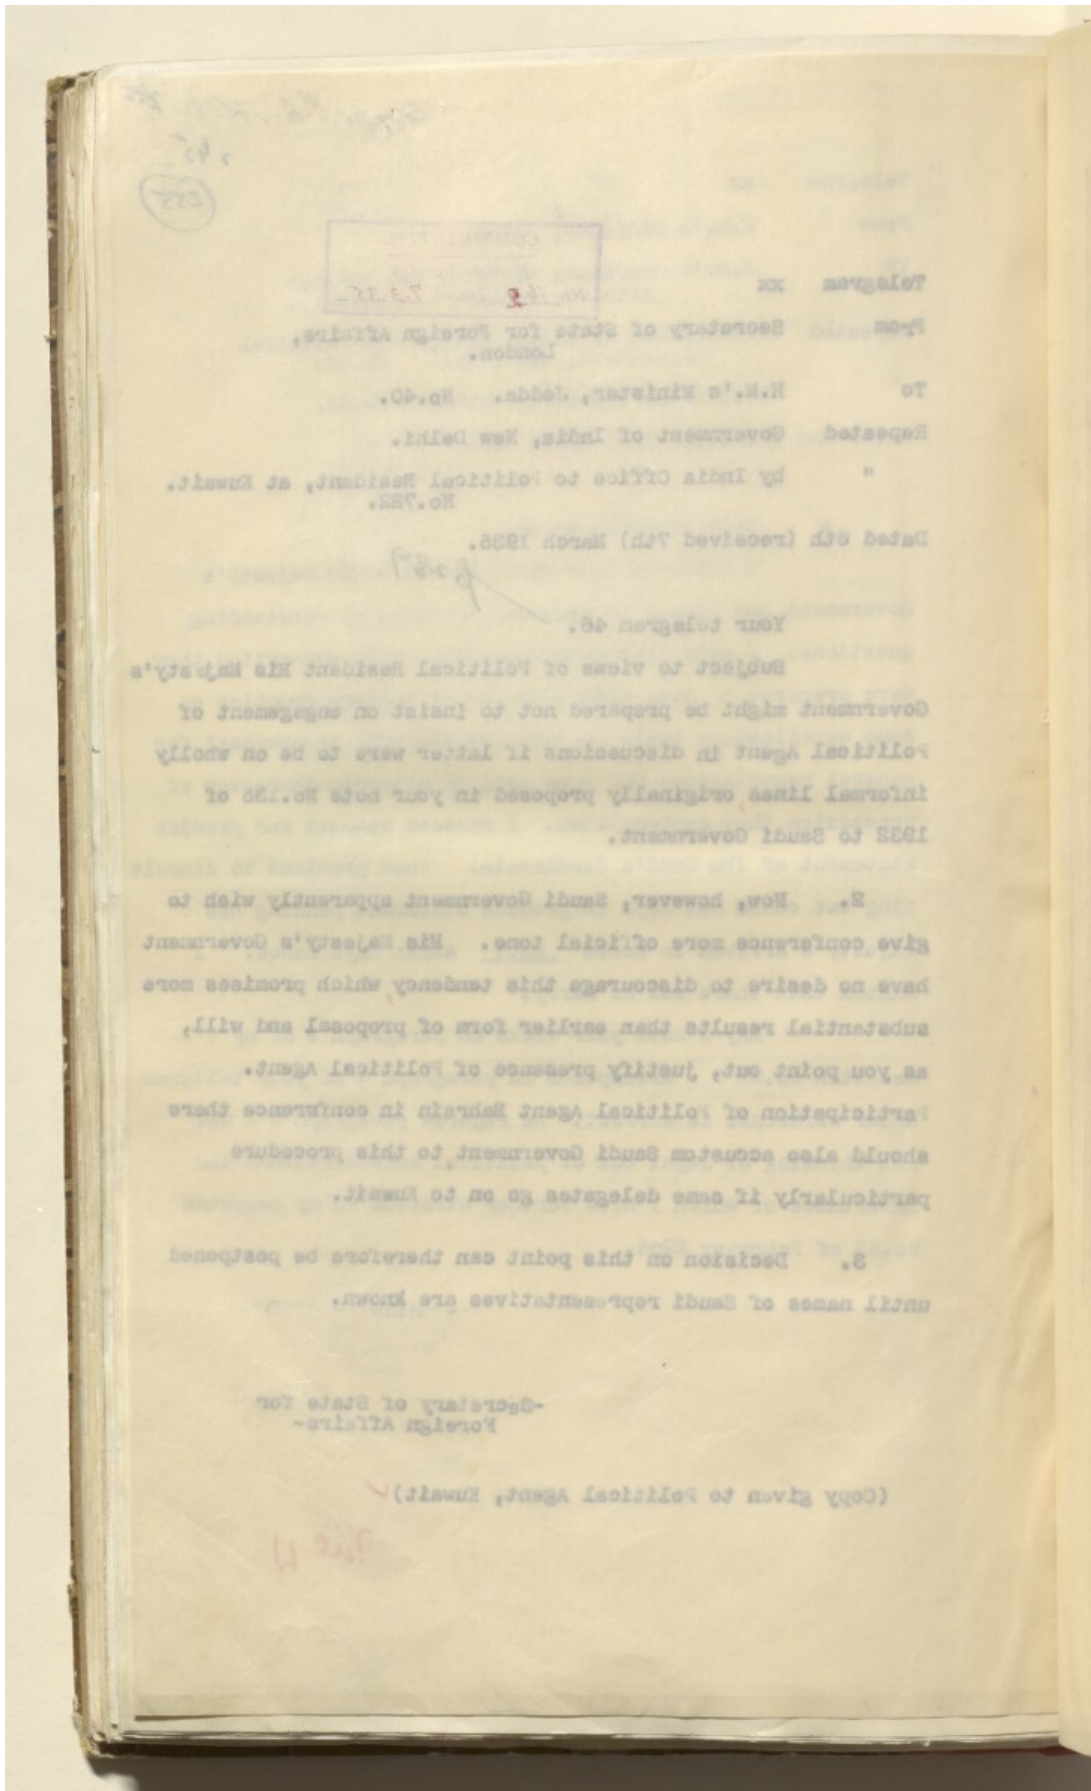 255
CONFIDENTIAL
No 7.3.35
Telegram xx
From Secretary of State for Foreign Affairs,
London.
To H.M.'s Minister, Jedda. No.40.
Repeated Government of India, New Delhi.
" by India Office to Political Resident, at Kuwait.
No.722.
Dated 6th (received 7th) March 1935.
p257
Your telegram 46.
Subject to views of Political Resident His Majesty's
Government might be prepared not to insist on engagement of
Political Agent in discussions if latter were to be on wholly
informal lines, originally proposed in your note No.135 of
1932 to Saudi Government.
2. Now, however, Saudi Government apparently wish to
give conference more official tone. His Majesty's Government
have no desire to discourage this tendency, which promises more
substantial results than earlier form of proposal and will,
as you point out, justify presence of Political Agent.
Participation of Political Agent Bahrain in conference there
should also accustom Saudi Government, to this procedure
particularly if same delegates go on to Kuwait.
3. Decision on this point can therefore be postponed
until names of Saudi representatives are known.
-Secretary of State for
Foreign Affairs-
(Copy given to Political Agent, Kuwait)
File